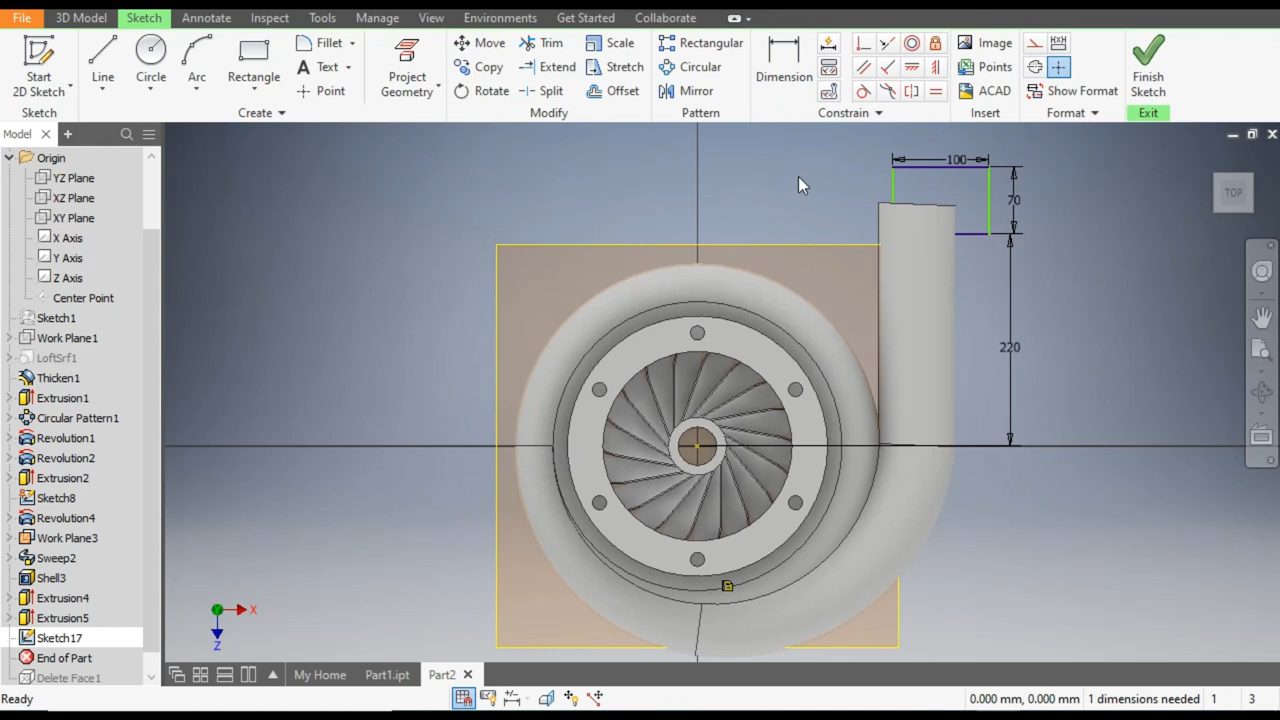 File 3D Model Sketch Annotate Inspect Tools Manage View Environments Get Started Collaborate
Start 2D Sketch Line Circle Arc Rectangle Fillet Text Point Project Geometry Move Copy Rotate Trim Extend Split Scale Stretch Offset Rectangular Circular Mirror Dimension Image Points ACAD Show Format Finish Sketch
Sketch Create Modify Pattern Constrain Insert Format Exit
Model
Origin
YZ Plane
XZ Plane
XY Plane
X Axis
Y Axis
Z Axis
Center Point
Sketch1
Work Plane1
LoftSrf1
Thicken1
Extrusion1
Circular Pattern1
Revolution1
Revolution2
Extrusion2
Sketch8
Revolution4
Work Plane3
Sweep2
Shell3
Extrusion4
Extrusion5
Sketch17
End of Part
Delete Face1
100
70
220
TOP
X
Z
My Home Part1.ipt Part2
Ready 0.000 mm, 0.000 mm 1 dimensions needed 1 3